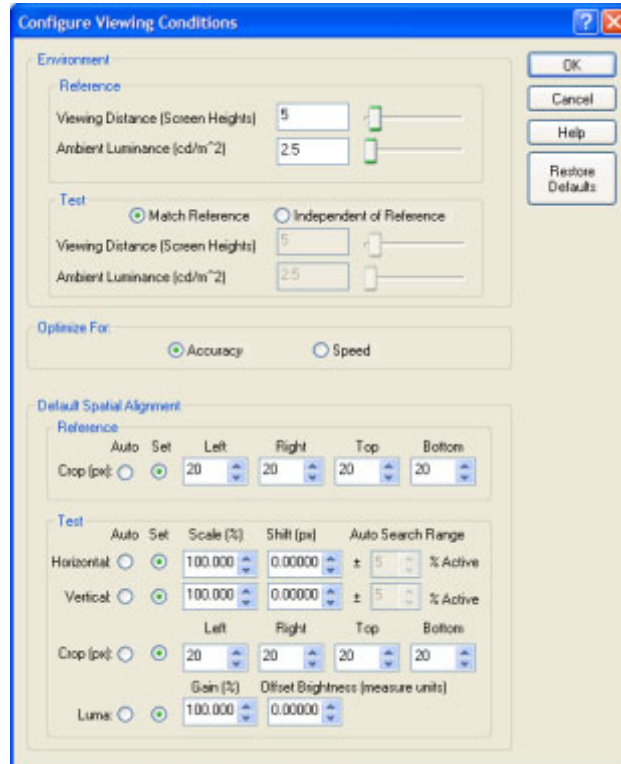 Configure Viewing Conditions
Environment
OK
Reference
Cancel
Viewing Distance (Screen Heights) 5
Help
Ambient Luminance (cd/m^2) 2.5
Restore
Defaults
Test
Match Reference Independent of Reference
Viewing Distance (Screen Heights) 5
Ambient Luminance (cd/m^2) 2.5
Optimize For:
Accuracy Speed
Default Spatial Alignment
Reference
Auto Set Left Right Top Bottom
Crop (px): 20 20 20 20
Test
Auto Set Scale (%) Shift (px) Auto Search Range
Horizontal: 100.000 0.00000 ± 5 % Active
Vertical: 100.000 0.00000 ± 5 % Active
Left Right Top Bottom
Crop (px): 20 20 20 20
Gain (%) Offset Brightness (measure units)
Luma: 100.000 0.00000